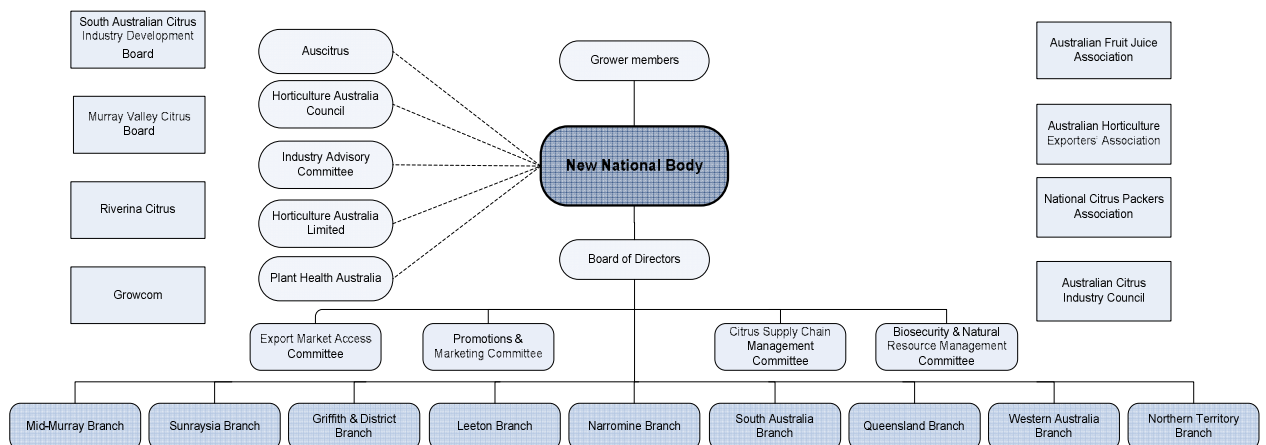 South Australian Citrus
Industry Development
Board
Murray Valley Citrus
Board
Riverina Citrus
Growcom
Auscitrus
Horticulture Australia
Council
Industry Advisory
Committee
Horticulture Australia
Limited
Plant Health Australia
Grower members
New National Body
Board of Directors
Australian Fruit Juice
Association
Australian Horticulture
Exporters' Association
National Citrus Packers
Association
Australian Citrus
Industry Council
Export Market Access
Committee
Promotions &
Marketing Committee
Citrus Supply Chain
Management
Committee
Biosecurity & Natural
Resource Management
Committee
Mid-Murray Branch
Sunraysia Branch
Griffith & District
Branch
Leeton Branch
Narromine Branch
South Australia
Branch
Queensland Branch
Western Australia
Branch
Northern Territory
Branch